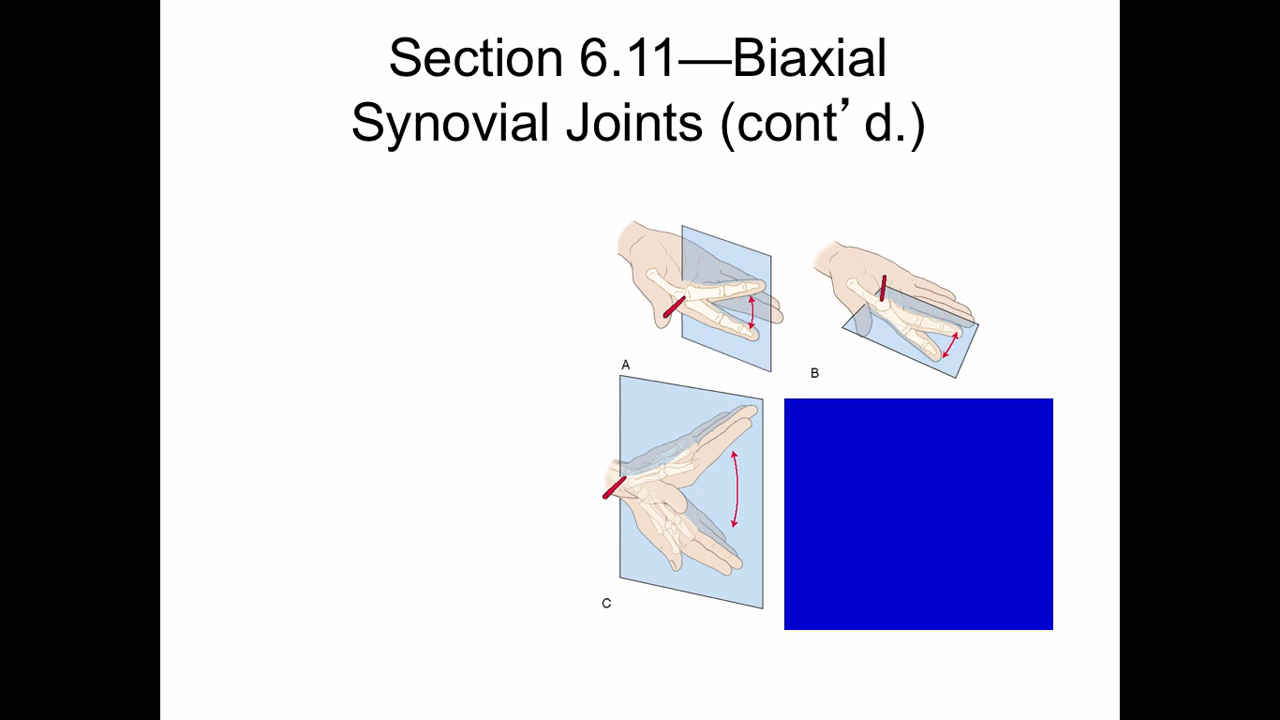 Section 6.11—Biaxial
Synovial Joints (cont’d.)
A
B
C